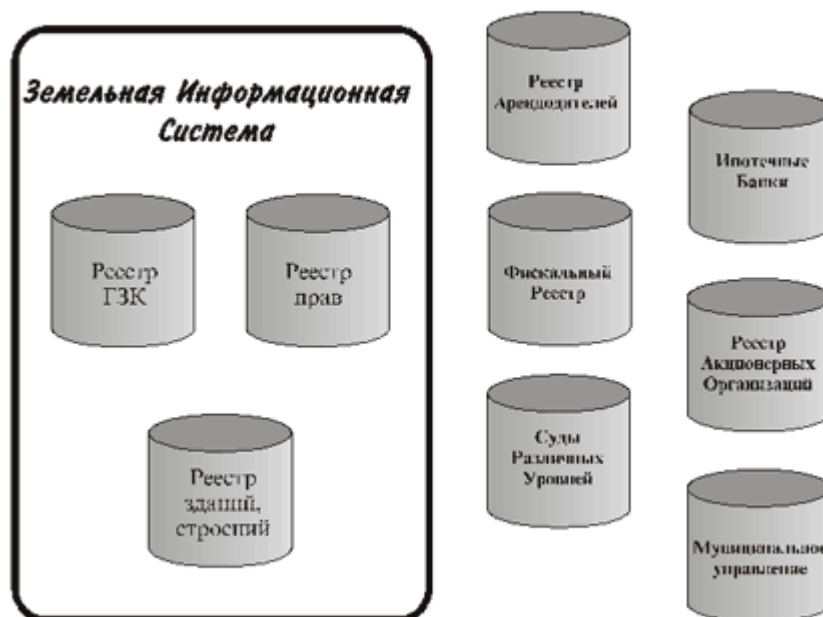 Земельная Информационная
Система
Реестр
ГЗК
Реестр
прав
Реестр
зданий,
строений
Реестр
Арендодателей
Фискальный
Реестр
Суды
Различных
Уровней
Ипотечные
Банки
Реестр
Акционерных
Организаций
Муниципальное
управление